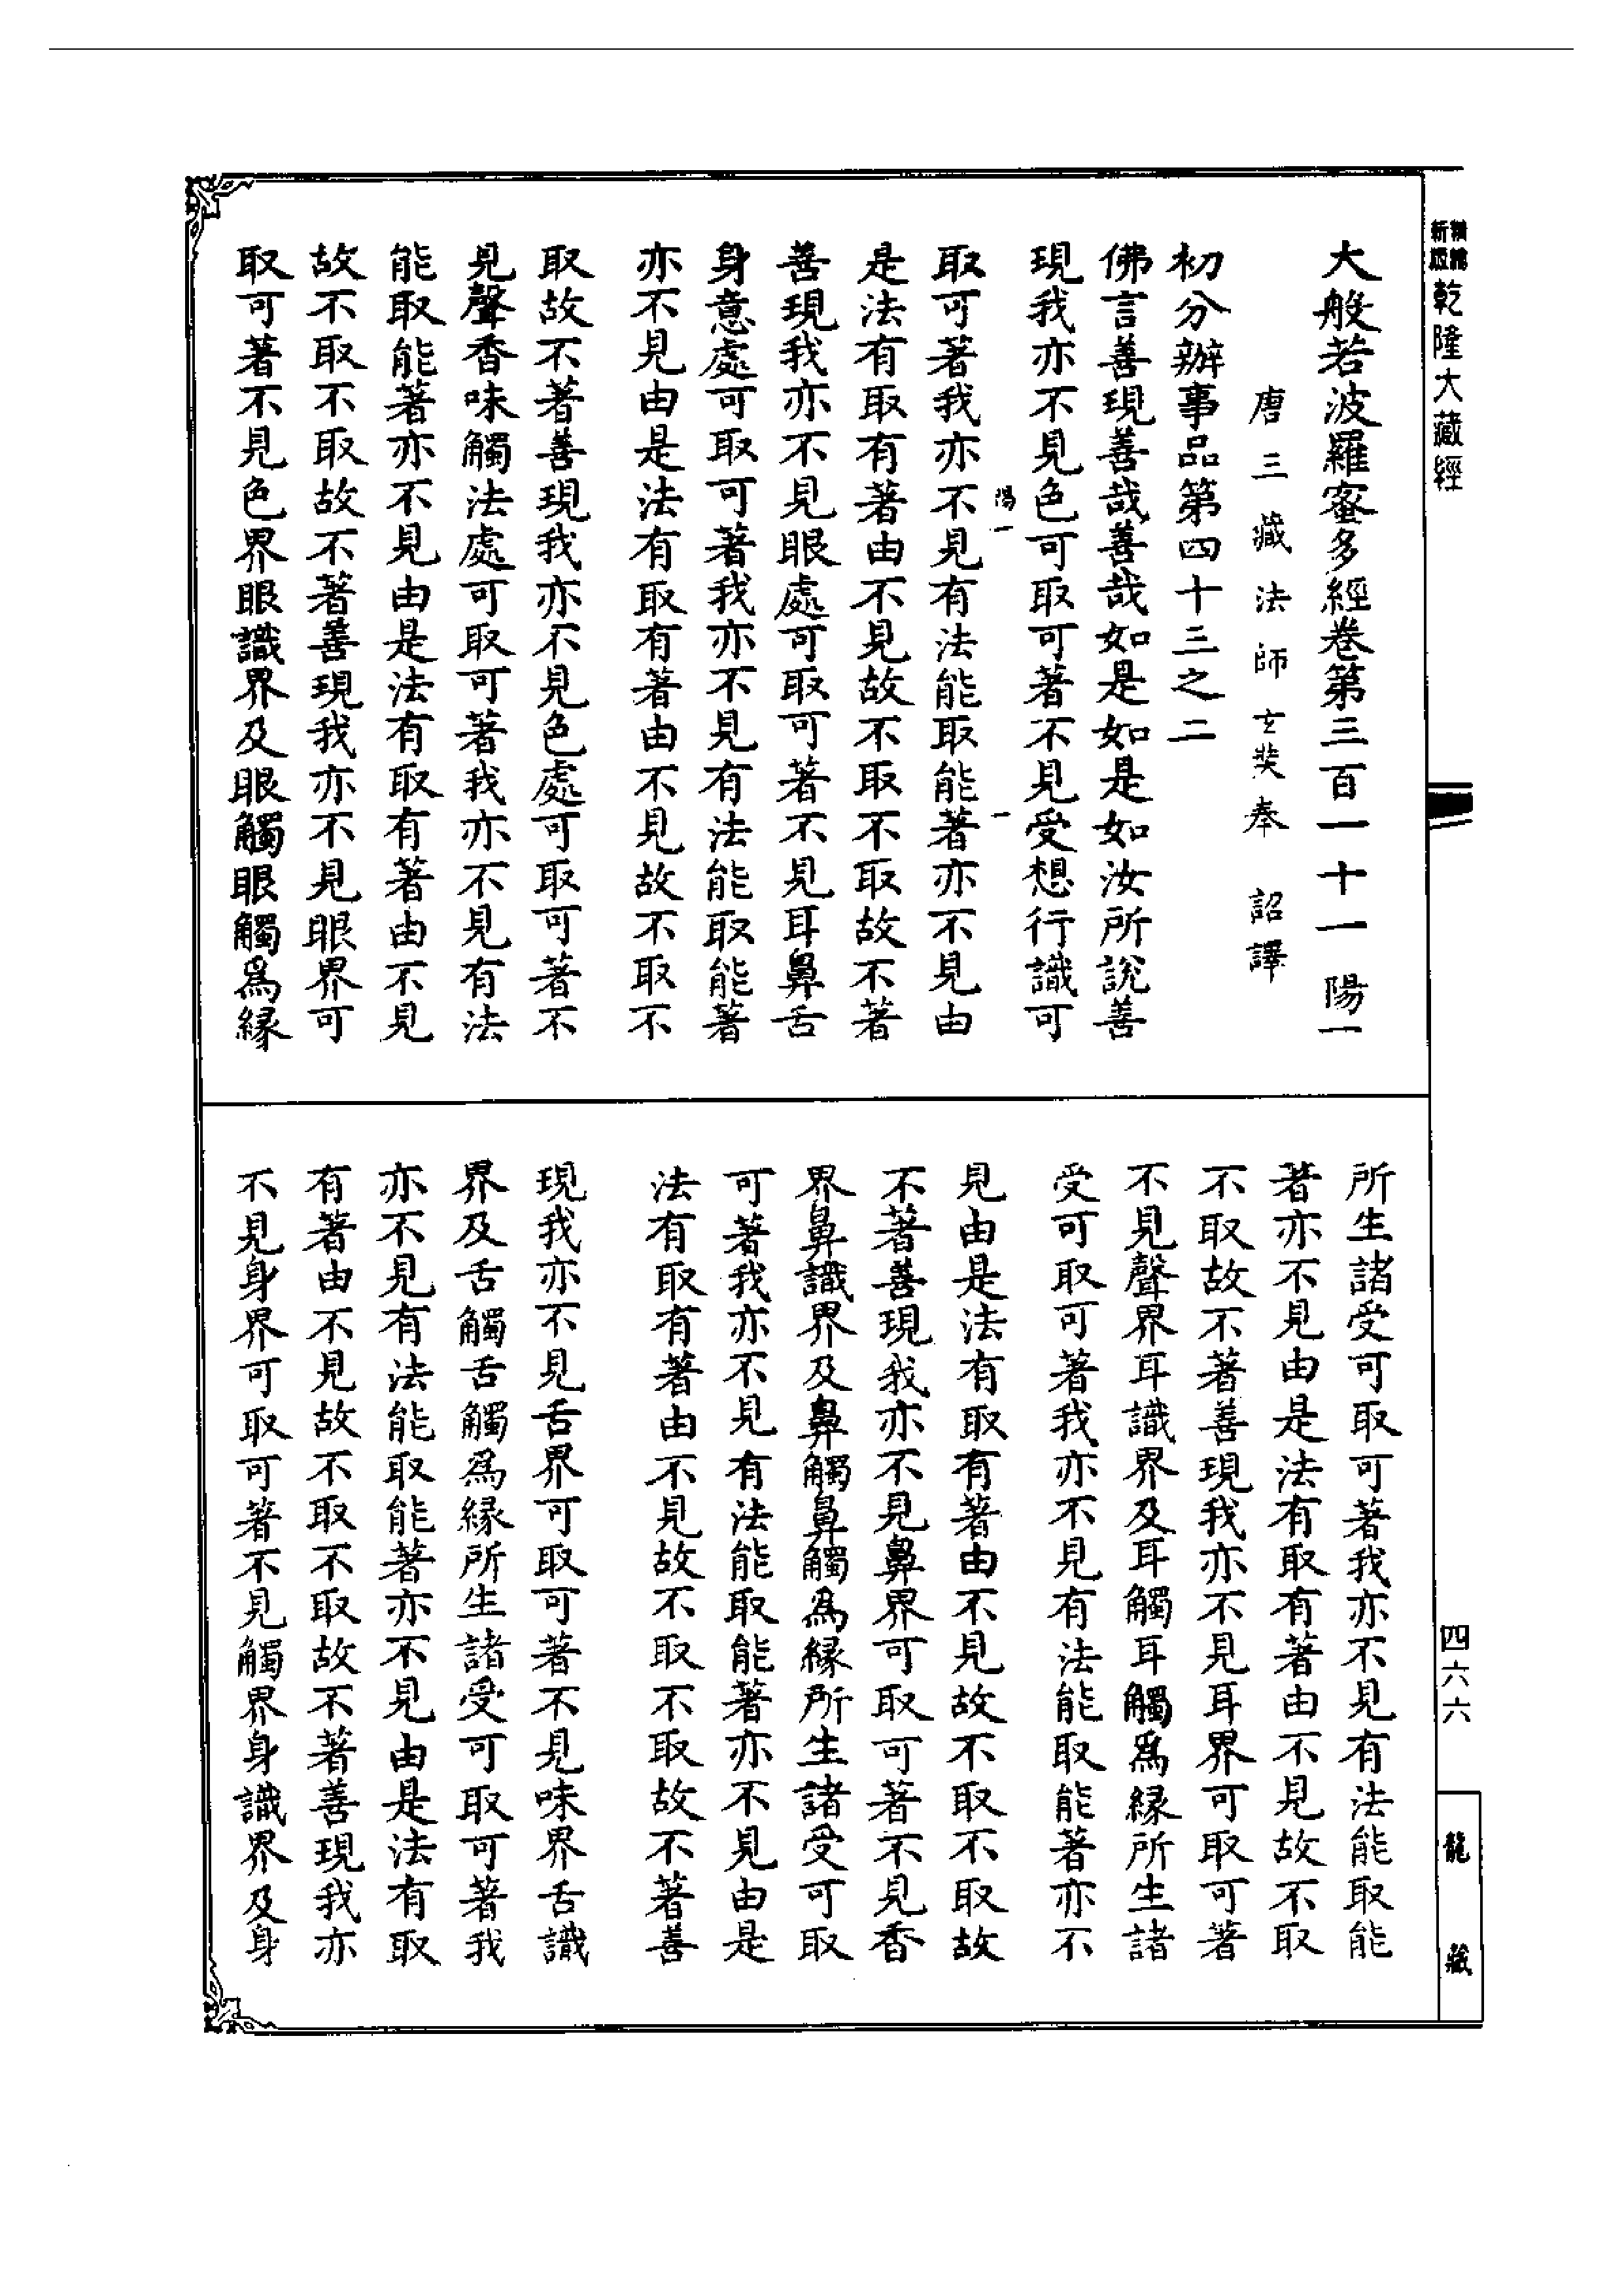 新版
乾隆大藏經
四六六
龍藏
大般若波羅蜜多經卷第三百一十一 陽一
唐三藏法師玄奘奉 詔譯
初分辦事品第四十三之二
佛言善現善哉善哉如是如是如汝所說善
現我亦不見色可取可著不見受想行識可
陽一 一
取可著我亦不見有法能取能著亦不見由
是法有取有著由不見故不取不取故不著
善現我亦不見眼處可取可著不見耳鼻舌
身意處可取可著我亦不見有法能取能著
亦不見由是法有取有著由不見故不取不
取故不著善現我亦不見色處可取可著不
見聲香味觸法處可取可著我亦不見有法
能取能著亦不見由是法有取有著由不見
故不取不取故不著善現我亦不見眼界可
取可著不見色界眼識界及眼觸眼觸為緣
所生諸受可取可著我亦不見有法能取能
著亦不見由是法有取有著由不見故不取
不取故不著善現我亦不見耳界可取可著
不見聲界耳識界及耳觸耳觸為緣所生諸
受可取可著我亦不見有法能取能著亦不
見由是法有取有著由不見故不取不取故
不著善現我亦不見鼻界可取可著不見香
界鼻識界及鼻觸鼻觸為緣所生諸受可取
可著我亦不見有法能取能著亦不見由是
法有取有著由不見故不取不取故不著善
現我亦不見舌界可取可著不見味界舌識
界及舌觸舌觸為緣所生諸受可取可著我
亦不見有法能取能著亦不見由是法有取
有著由不見故不取不取故不著善現我亦
不見身界可取可著不見觸界身識界及身